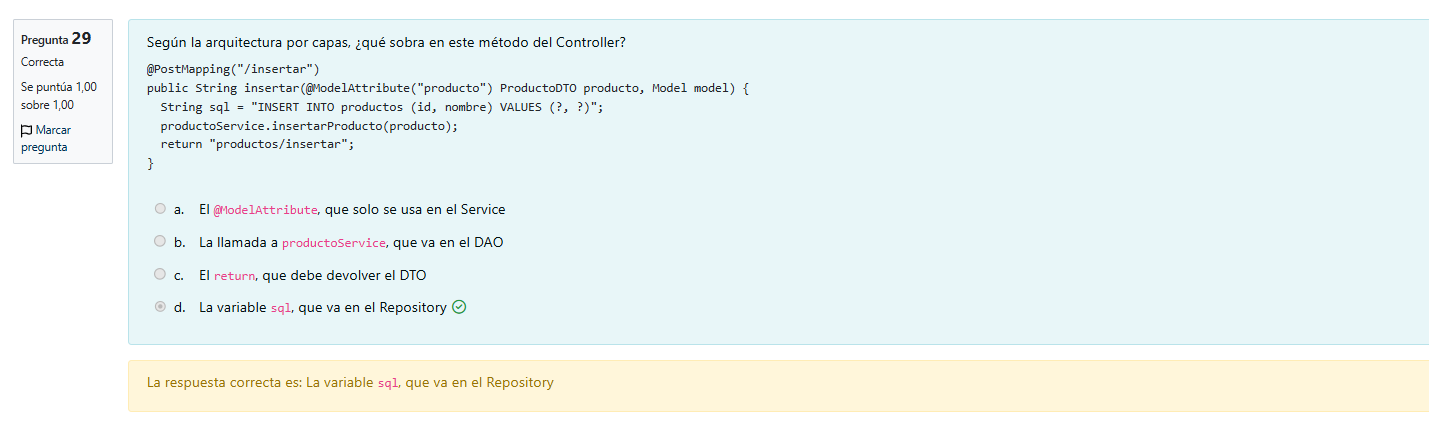 Pregunta 29
Correcta
Se puntúa 1,00
sobre 1,00
Marcar
pregunta
Según la arquitectura por capas, ¿qué sobra en este método del Controller?
@PostMapping("/insertar")
public String insertar(@ModelAttribute("producto") ProductoDTO producto, Model model) {
  String sql = "INSERT INTO productos (id, nombre) VALUES (?, ?)";
  productoService.insertarProducto(producto);
  return "productos/insertar";
}
a. El @ModelAttribute, que solo se usa en el Service
b. La llamada a productoService, que va en el DAO
c. El return, que debe devolver el DTO
d. La variable sql, que va en el Repository
La respuesta correcta es: La variable sql, que va en el Repository